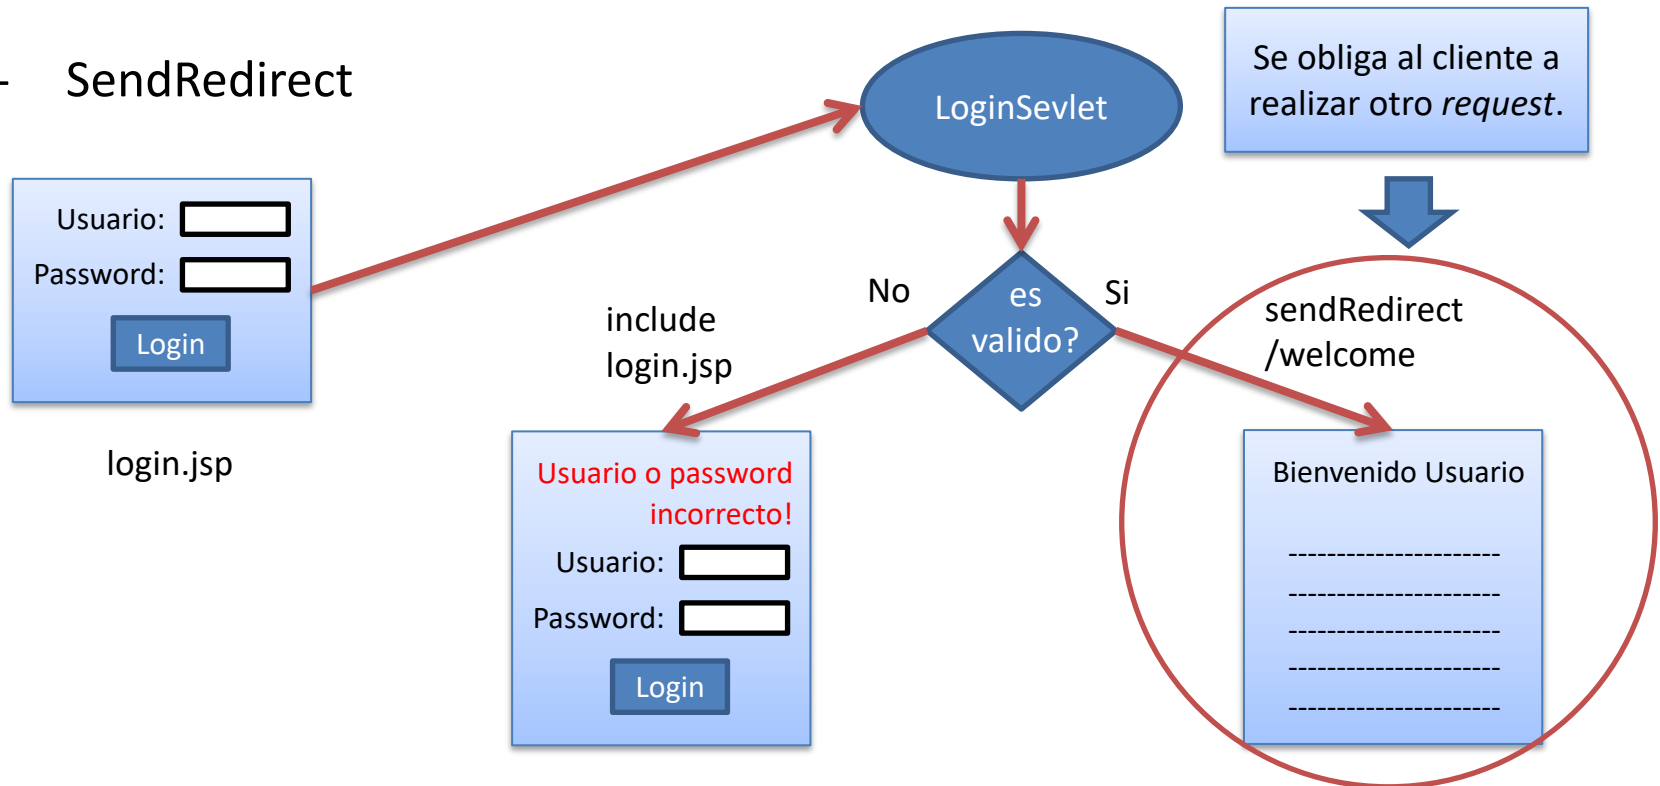 - SendRedirect
LoginSevlet
Se obliga al cliente a
realizar otro request.
Usuario:
Password:
Login
login.jsp
No
es
valido?
Si
include
login.jsp
sendRedirect
/welcome
Usuario o password
incorrecto!
Usuario:
Password:
Login
Bienvenido Usuario
----------------------
----------------------
----------------------
----------------------
----------------------